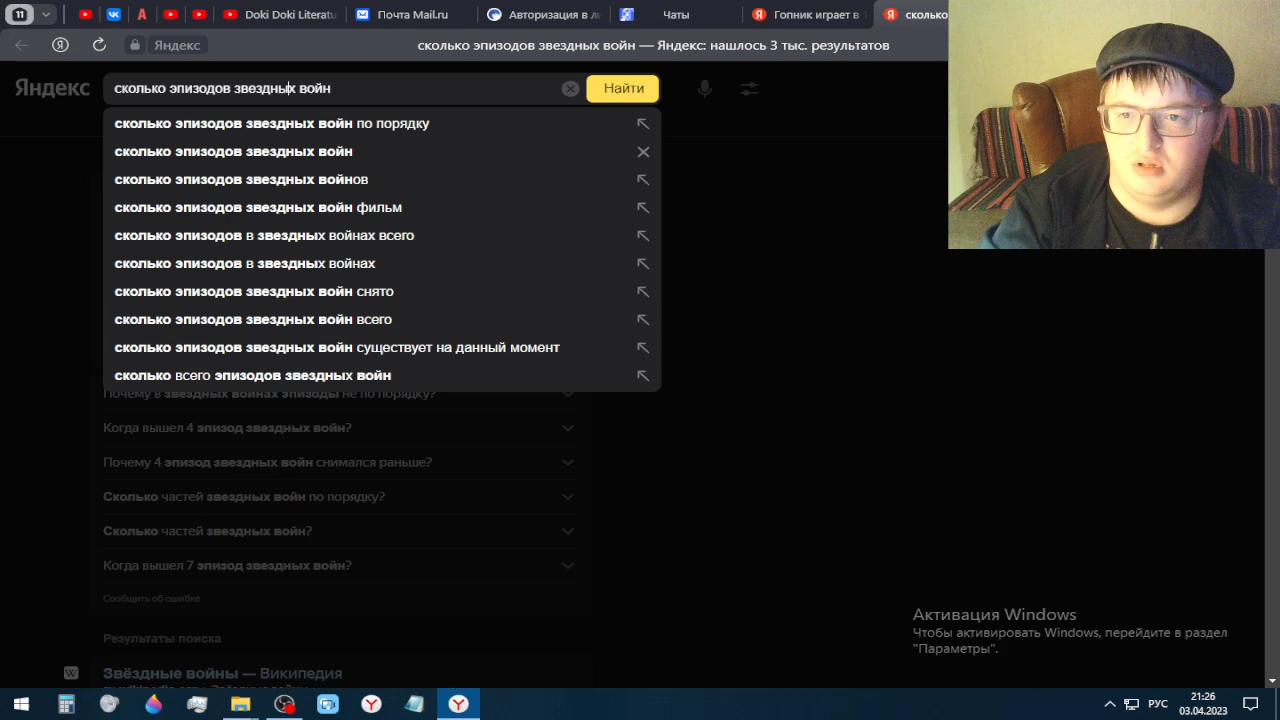 11
Doki Doki Literatu
Почта Mail.ru
Авторизация в ли
Чаты
Гопник играет в
сколько
Яндекс
сколько эпизодов звездных войн — Яндекс: нашлось 3 тыс. результатов
Яндекс
сколько эпизодов звездных войн
Найти
сколько эпизодов звездных войн по порядку
сколько эпизодов звездных войн
сколько эпизодов звездных войнов
сколько эпизодов звездных войн фильм
сколько эпизодов в звездных войнах всего
сколько эпизодов в звездных войнах
сколько эпизодов звездных войн снято
сколько эпизодов звездных войн всего
сколько эпизодов звездных войн существует на данный момент
сколько всего эпизодов звездных войн
Почему в звездных войнах эпизоды не по порядку?
Когда вышел 4 эпизод звездных войн?
Почему 4 эпизод звездных войн снимался раньше?
Сколько частей звездных войн по порядку?
Сколько частей звездных войн?
Когда вышел 7 эпизод звездных войн?
Сообщить об ошибке
Результаты поиска
Звёздные войны — Википедия
Активация Windows
Чтобы активировать Windows, перейдите в раздел
"Параметры".
РУС
21:26
03.04.2023